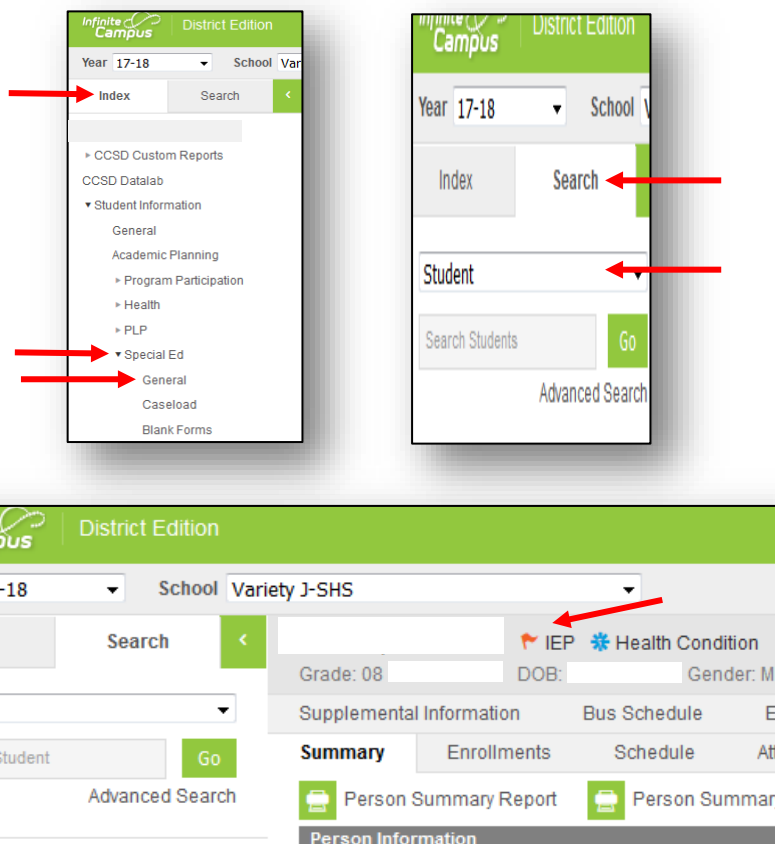 Infinite Campus District Edition
Year 17-18 School Var
Index Search <
CCSD Custom Reports
CCSD Datalab
Student Information
General
Academic Planning
Program Participation
Health
PLP
Special Ed
General
Caseload
Blank Forms
Infinite Campus District Edition
Year 17-18 School V
Index Search
Student
Search Students Go
Advanced Search
pus District Edition
-18 School Variety J-SHS
Search <
IEP Health Condition
Grade: 08 DOB: Gender: M
Supplemental Information Bus Schedule E
Summary Enrollments Schedule Att
Student Go
Advanced Search
Person Summary Report Person Summar
Person Information